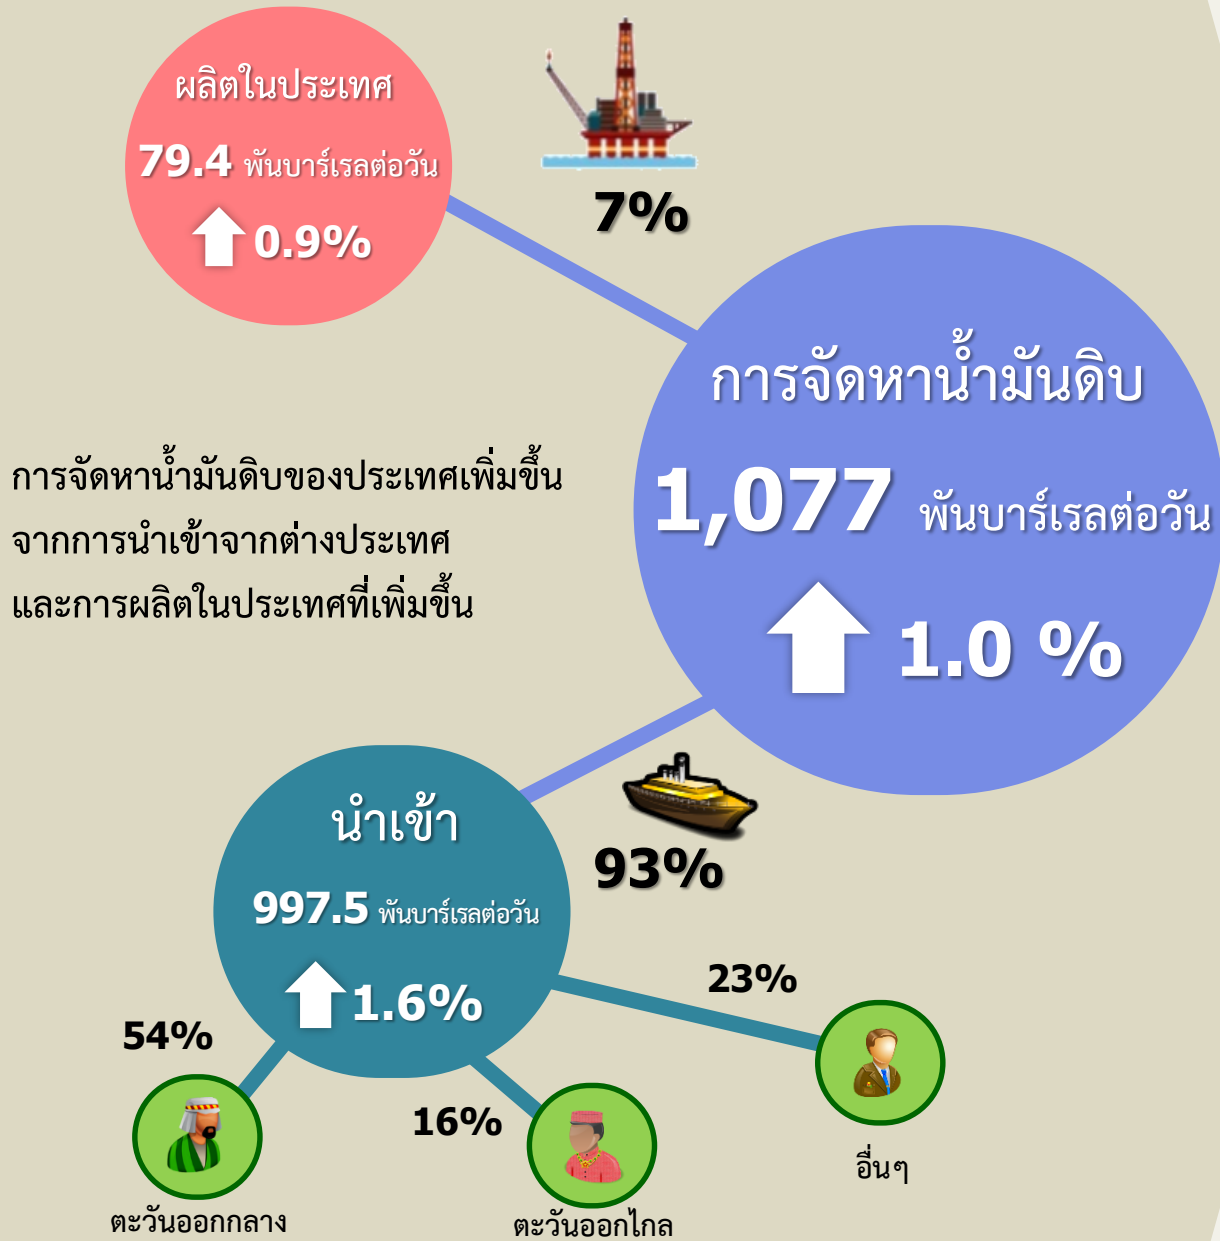 ผลิตในประเทศ
79.4 พันบาร์เรลต่อวัน
0.9%
7%
การจัดหาน้ำมันดิบ
1,077 พันบาร์เรลต่อวัน
1.0 %
การจัดหาน้ำมันดิบของประเทศเพิ่มขึ้น
จากการนำเข้าจากต่างประเทศ
และการผลิตในประเทศที่เพิ่มขึ้น
นำเข้า
997.5 พันบาร์เรลต่อวัน
1.6%
93%
54%
ตะวันออกกลาง
16%
ตะวันออกไกล
23%
อื่นๆ